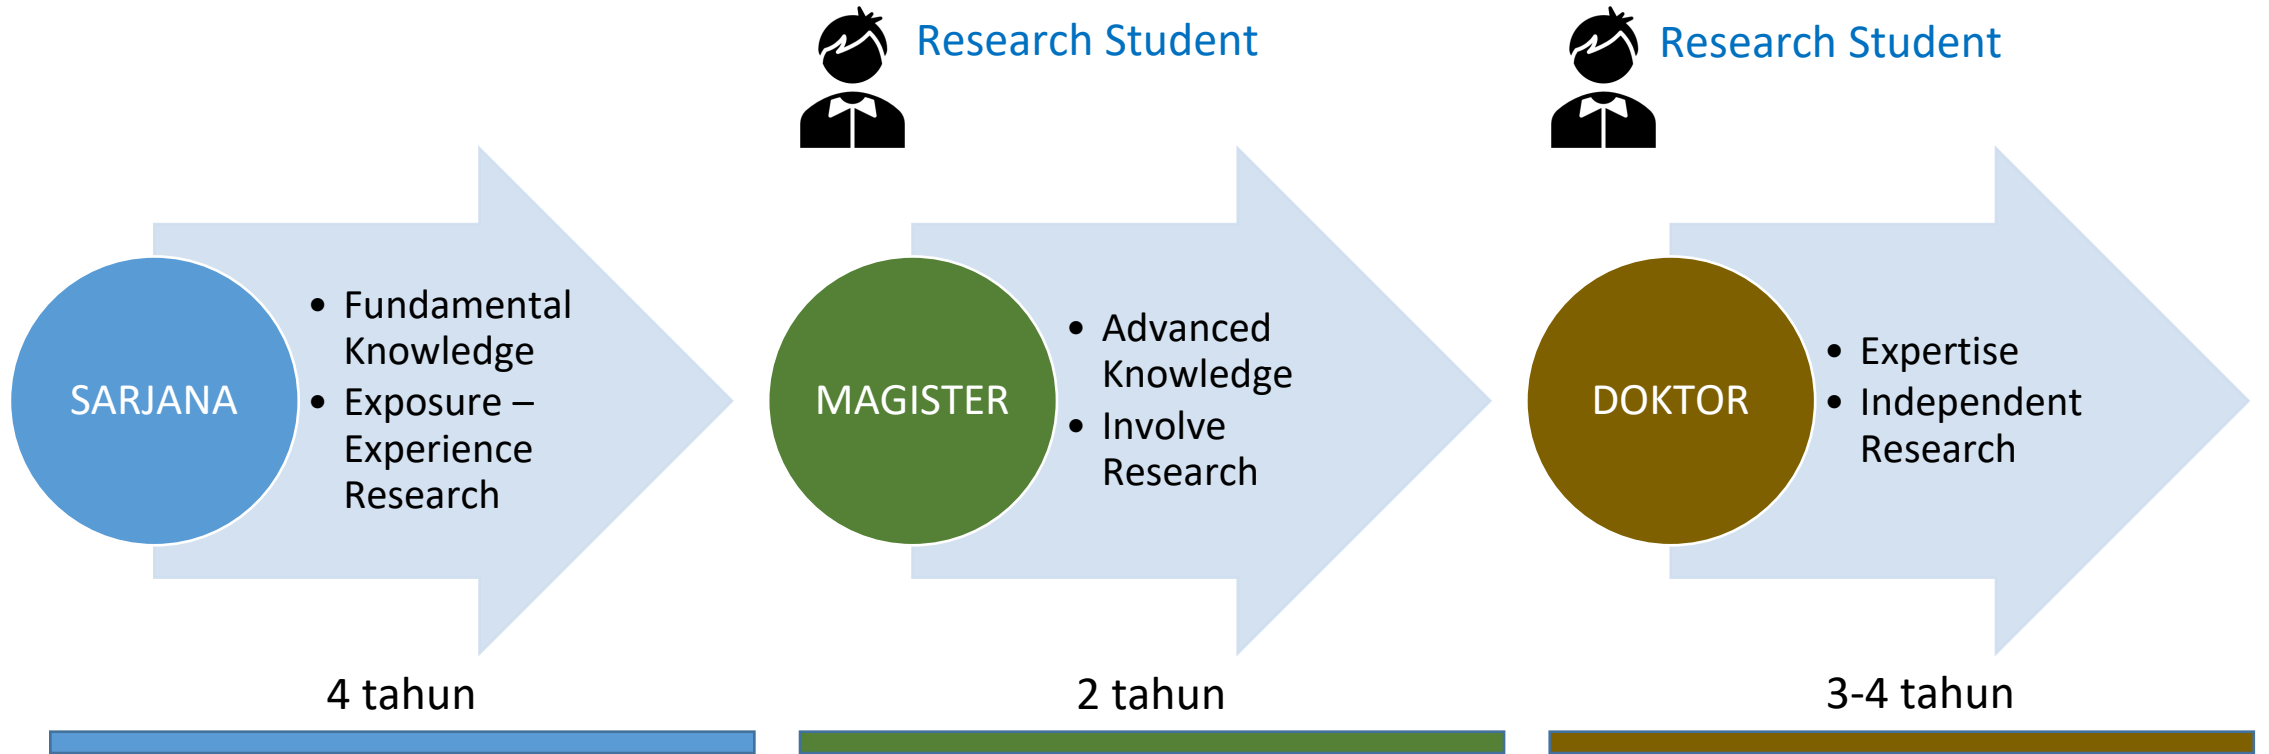 Research Student
Research Student
SARJANA
• Fundamental
Knowledge
• Exposure –
Experience
Research
MAGISTER
• Advanced
Knowledge
• Involve
Research
DOKTOR
• Expertise
• Independent
Research
4 tahun
2 tahun
3-4 tahun